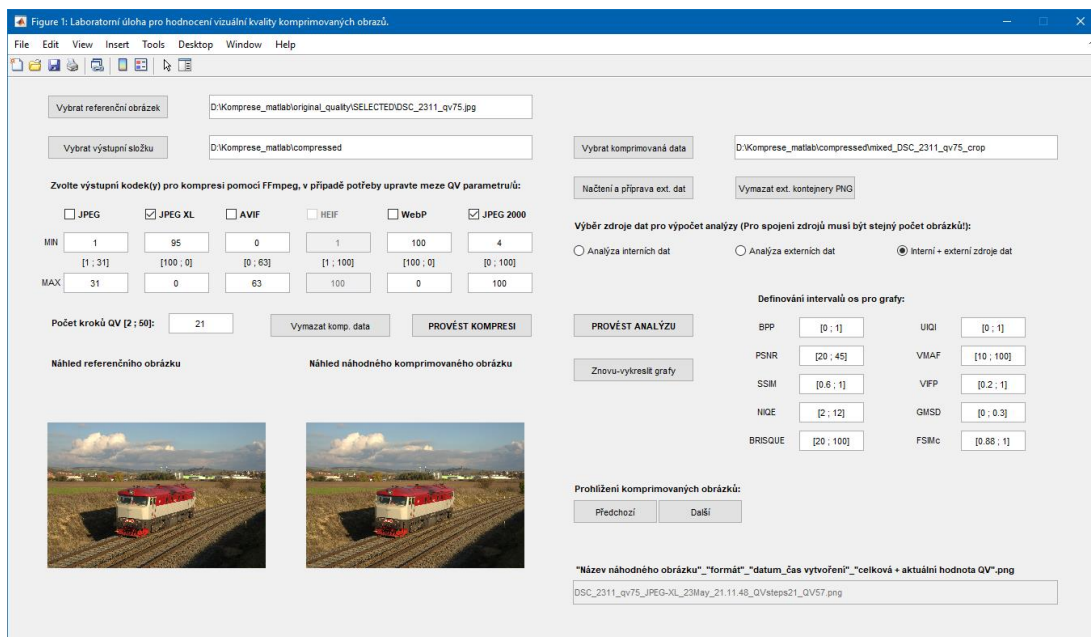 Figure 1: Laboratorní úloha pro hodnocení vizuální kvality komprimovaných obrazů.
File Edit View Insert Tools Desktop Window Help
Vybrat referenční obrázek D:\Komprese_matlab\original_quality\SELECTED\DSC_2311_qv75.jpg
Vybrat výstupní složku D:\Komprese_matlab\compressed
Zvolte výstupní kodek(y) pro kompresi pomocí FFmpeg, v případě potřeby upravte meze QV parametru/ů:
JPEG JPEG XL AVIF HEIF WebP JPEG 2000
MIN 1 95 0 1 100 4
[1 ; 31] [100 ; 0] [0 ; 63] [1 ; 100] [100 ; 0] [0 ; 100]
MAX 31 0 63 100 0 100
Počet kroků QV [2 ; 50]: 21 Vymazat komp. data PROVÉST KOMPRESI
Náhled referenčního obrázku Náhled náhodného komprimovaného obrázku
Vybrat komprimovaná data D:\Komprese_matlab\compressed\mixed_DSC_2311_qv75_crop
Načtení a příprava ext. dat Vymazat ext. kontejnery PNG
Výběr zdroje dat pro výpočet analýzy (Pro spojení zdrojů musí být stejný počet obrázků!):
Analýza interních dat Analýza externích dat Interní + externí zdroje dat
Definování intervalů os pro grafy:
PROVÉST ANALÝZU BPP [0 ; 1] UIQI [0 ; 1]
Znovu-vykreslit grafy PSNR [20 ; 45] VMAF [10 ; 100]
SSIM [0.6 ; 1] VIFP [0.2 ; 1]
NIQE [2 ; 12] GMSD [0 ; 0.3]
BRISQUE [20 ; 100] FSIMc [0.88 ; 1]
Prohlížení komprimovaných obrázků:
Předchozí Další
"Název náhodného obrázku"_"formát"_"datum_čas vytvoření"_"celková + aktuální hodnota QV".png
DSC_2311_qv75_JPEG-XL_23May_21.11.48_QVsteps21_QV57.png